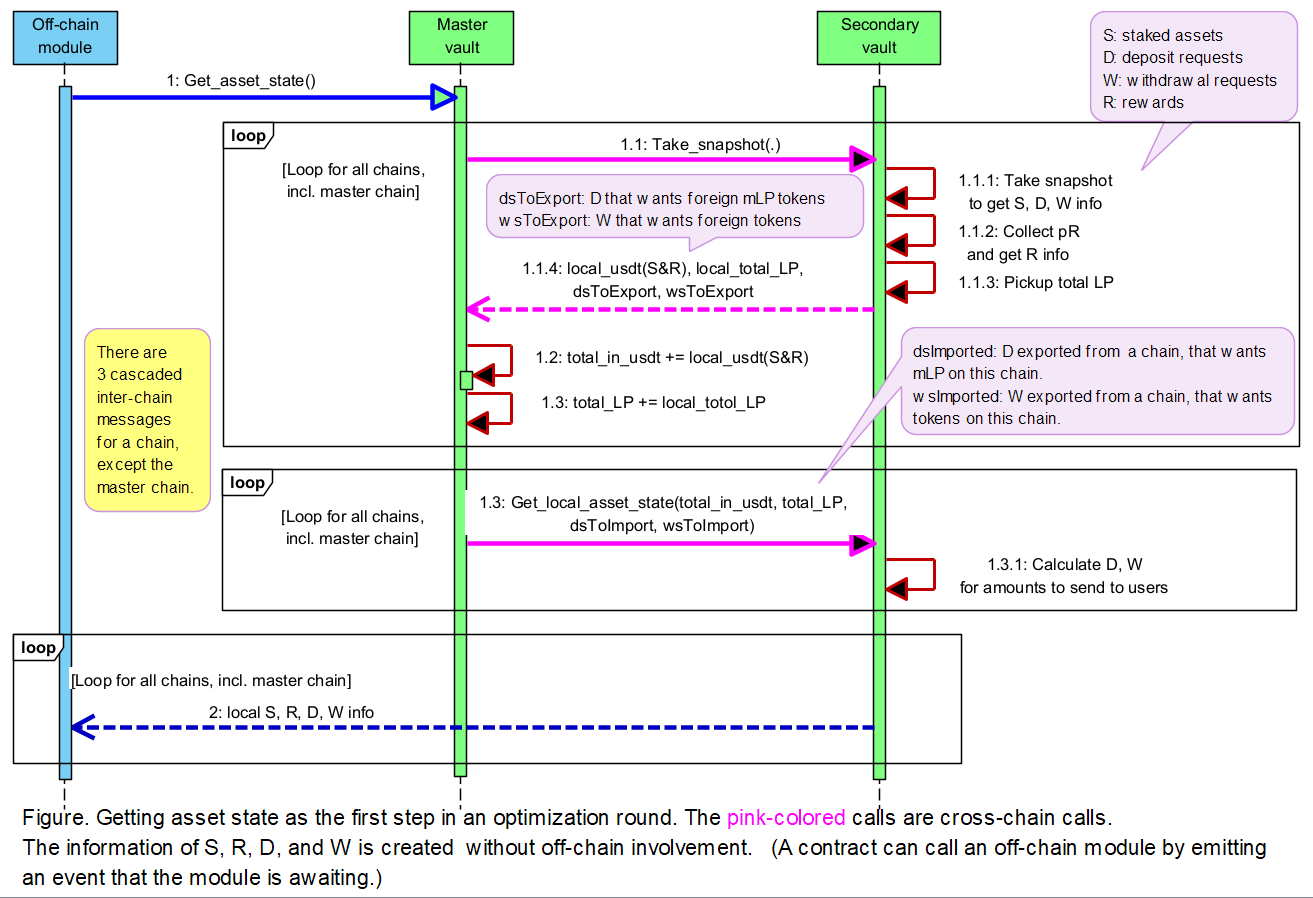 Off-chain
module
Master
vault
Secondary
vault
S: staked assets
D: deposit requests
W: withdrawal requests
R: rewards
1: Get_asset_state()
loop
[Loop for all chains,
incl. master chain]
1.1: Take_snapshot(.)
1.1.1: Take snapshot
to get S, D, W info
dsToExport: D that wants foreign mLP tokens
wsToExport: W that wants foreign tokens
1.1.2: Collect pR
and get R info
1.1.3: Pickup total LP
1.1.4: local_usdt(S&R), local_total_LP,
dsToExport, wsToExport
There are
3 cascaded
inter-chain
messages
for a chain,
except the
master chain.
1.2: total_in_usdt += local_usdt(S&R)
1.3: total_LP += local_totol_LP
dsImported: D exported from a chain, that wants
mLP on this chain.
wsImported: W exported from a chain, that wants
tokens on this chain.
loop
[Loop for all chains,
incl. master chain]
1.3: Get_local_asset_state(total_in_usdt, total_LP,
dsToImport, wsToImport)
1.3.1: Calculate D, W
for amounts to send to users
loop
[Loop for all chains, incl. master chain]
2: local S, R, D, W info
Figure. Getting asset state as the first step in an optimization round. The pink-colored calls are cross-chain calls.
The information of S, R, D, and W is created without off-chain involvement. (A contract can call an off-chain module by emitting
an event that the module is awaiting.)